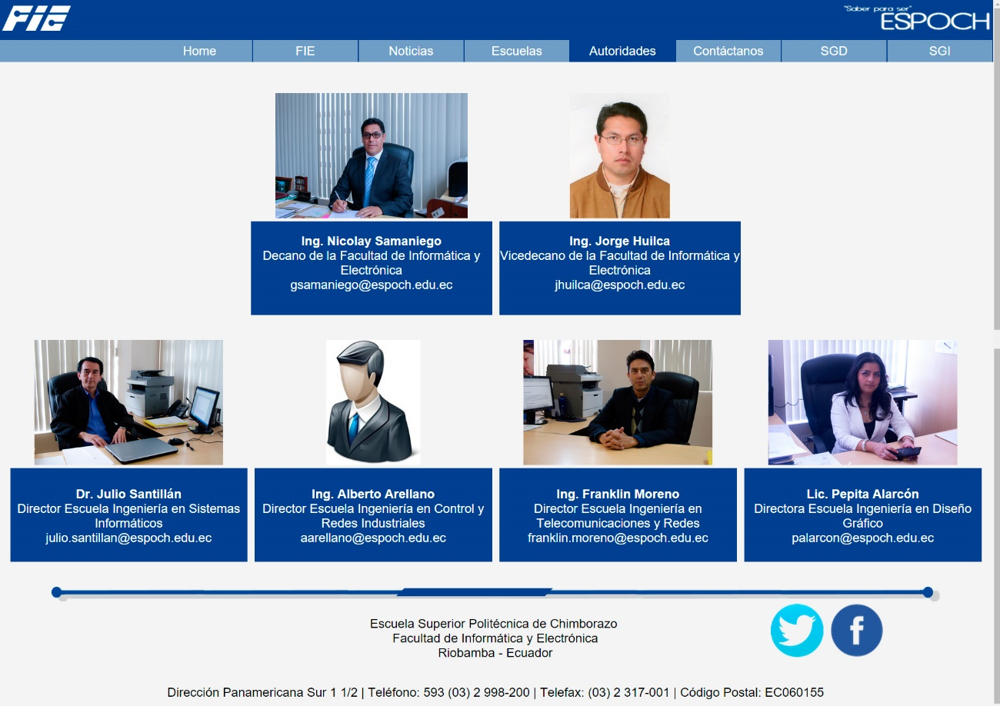 FIE
"Saber para ser"
ESPOCH
Home FIE Noticias Escuelas Autoridades Contáctanos SGD SGI
Ing. Nicolay Samaniego
Decano de la Facultad de Informática y
Electrónica
gsamaniego@espoch.edu.ec
Ing. Jorge Huilca
Vicedecano de la Facultad de Informática y
Electrónica
jhuilca@espoch.edu.ec
Dr. Julio Santillán
Director Escuela Ingeniería en Sistemas
Informáticos
julio.santillan@espoch.edu.ec
Ing. Alberto Arellano
Director Escuela Ingeniería en Control y
Redes Industriales
aarellano@espoch.edu.ec
Ing. Franklin Moreno
Director Escuela Ingeniería en
Telecomunicaciones y Redes
franklin.moreno@espoch.edu.ec
Lic. Pepita Alarcón
Directora Escuela Ingeniería en Diseño
Gráfico
palarcon@espoch.edu.ec
Escuela Superior Politécnica de Chimborazo
Facultad de Informática y Electrónica
Riobamba - Ecuador
Dirección Panamericana Sur 1 1/2 | Teléfono: 593 (03) 2 998-200 | Telefax: (03) 2 317-001 | Código Postal: EC060155